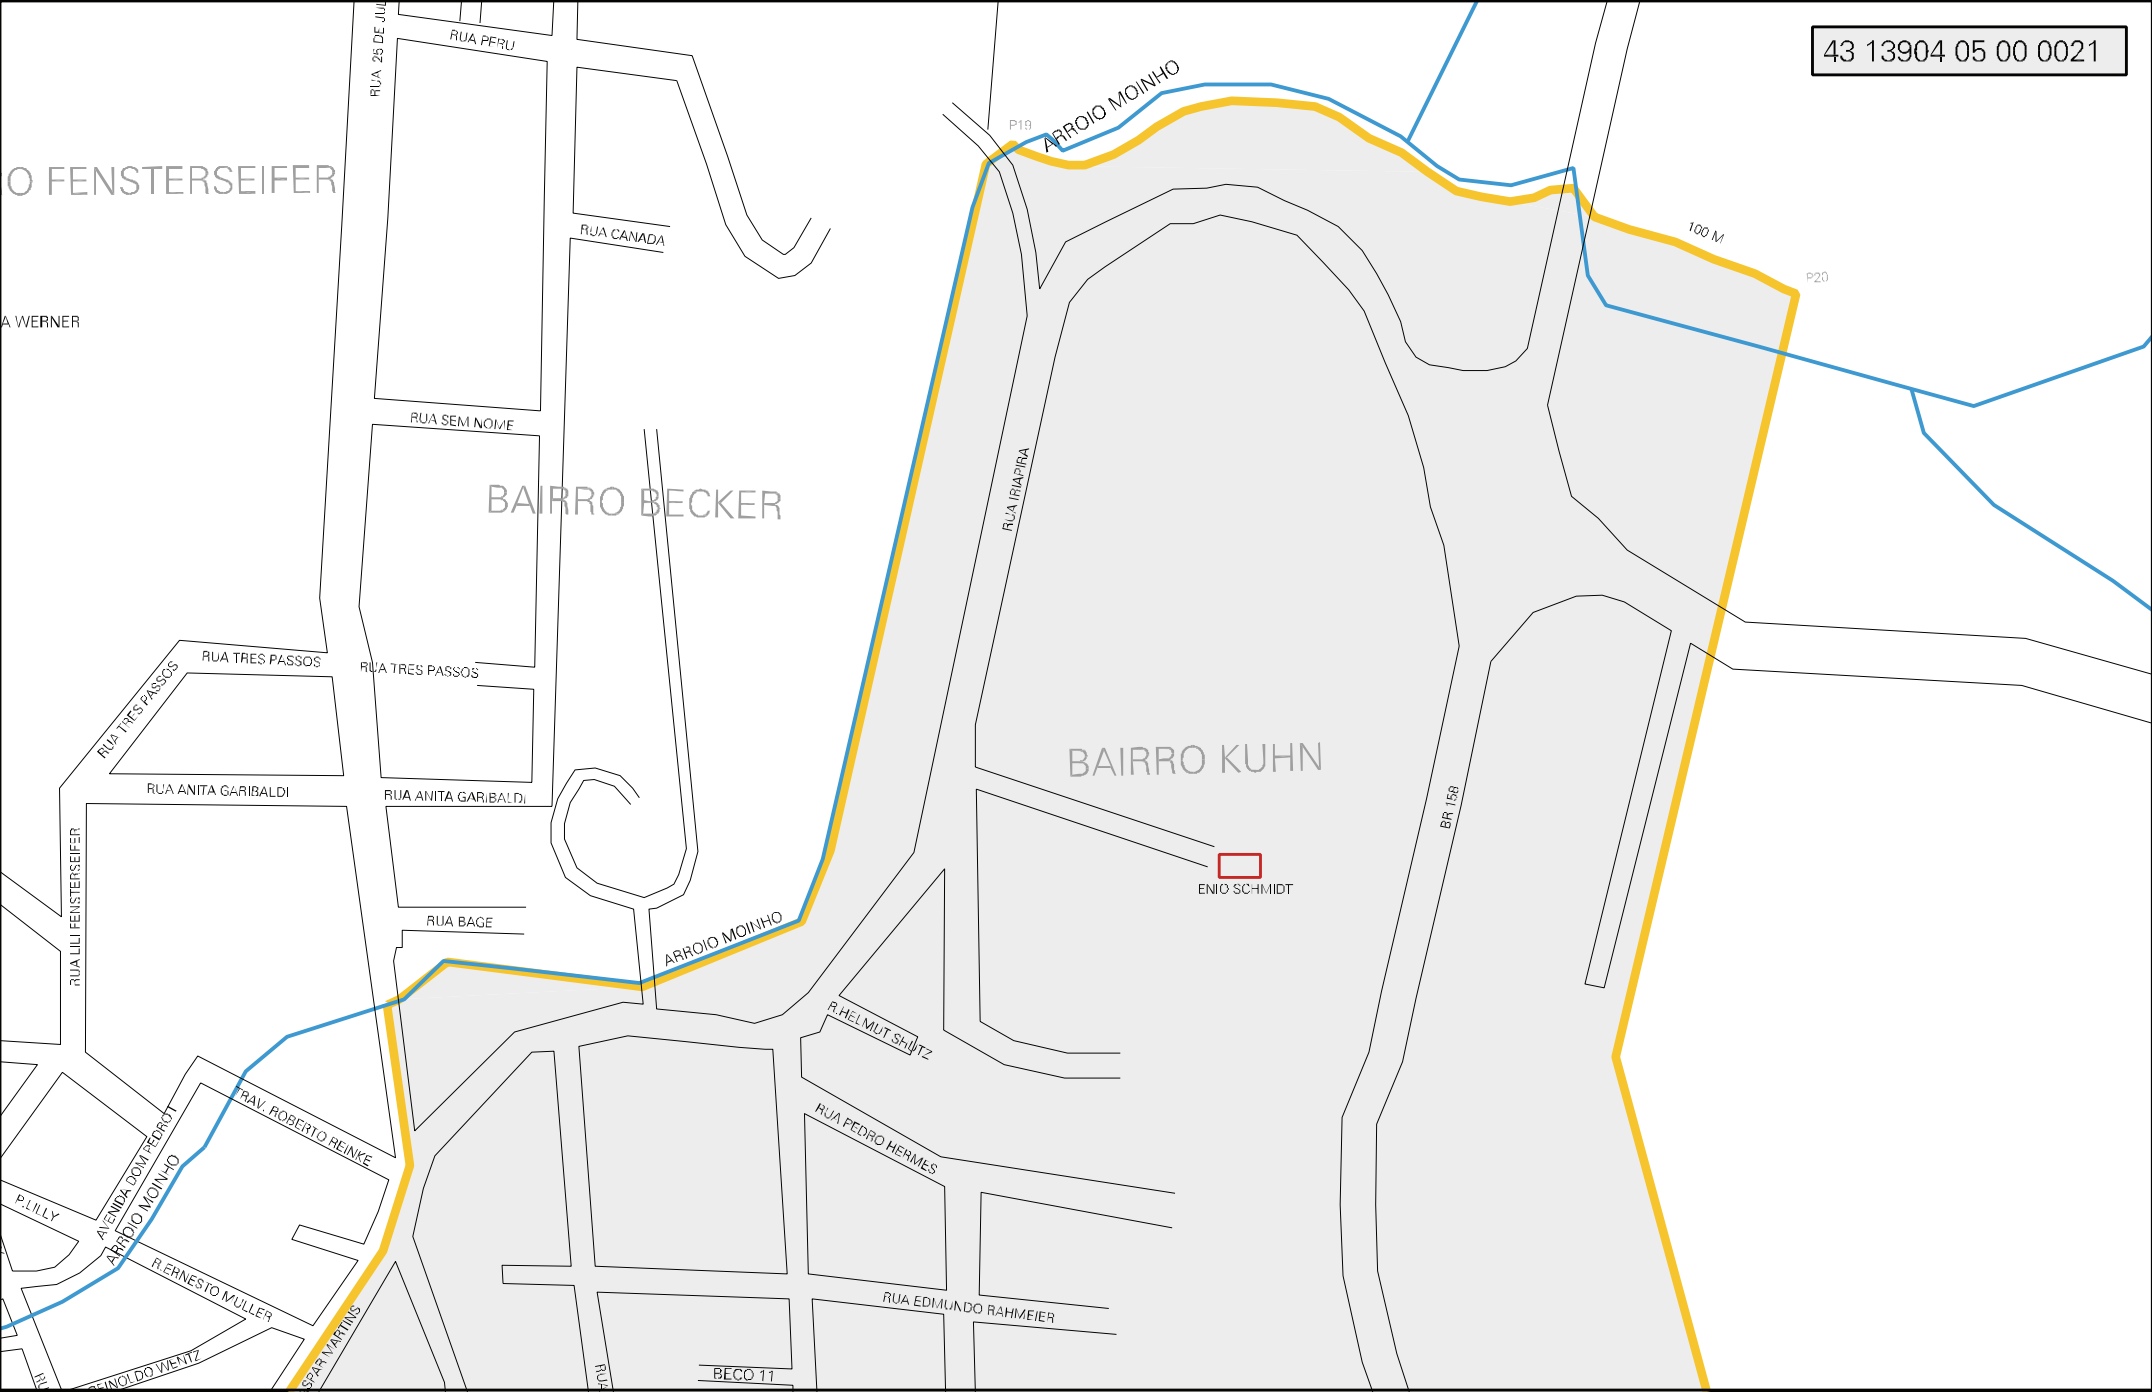 RUA 25 DE JUL
RUA PERU
43 13904 05 00 0021
ARROIO MOINHO
P19
O FENSTERSEIFER
RUA CANADA
100 M
P20
A WERNER
RUA SEM NOME
BAIRRO BECKER
RUA IRIAPIRA
RUA TRES PASSOS
RUA TRES PASSOS
RUA TRES PASSOS
BAIRRO KUHN
RUA ANITA GARIBALDI
RUA ANITA GARIBALDI
BR 158
RUA LILI FENSTERSEIFER
ENIO SCHMIDT
RUA BAGE
ARROIO MOINHO
R.HELMUT SHUTZ
TRAV. ROBERTO REINKE
RUA PEDRO HERMES
AVENIDA DOM PEDRO I
ARROIO MOINHO
P.LILLY
R.ERNESTO MULLER
RUA EDMUNDO RAHMEIER
SPAR MARTINS
EINOLDO WENTZ
BECO 11
RUA
RU